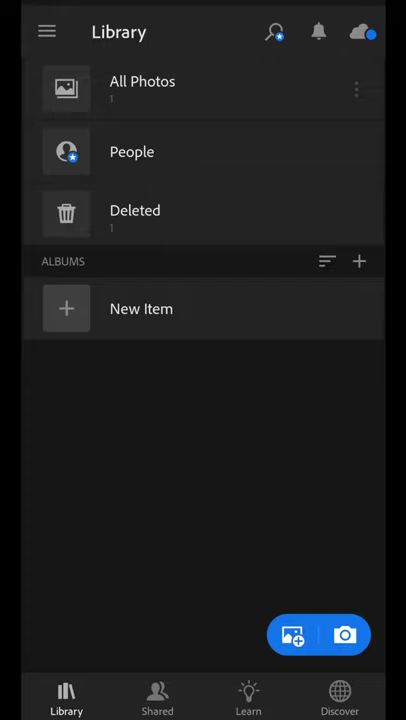 Library
All Photos
1
People
Deleted
1
ALBUMS
New Item
Library
Shared
Learn
Discover